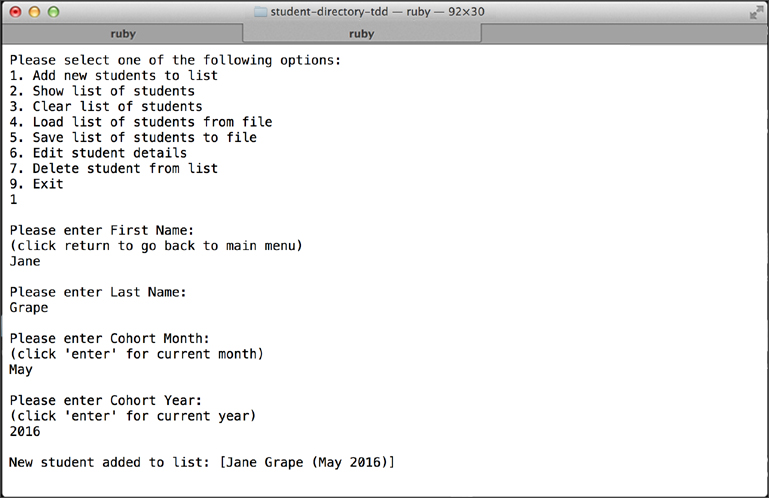 student-directory-tdd — ruby — 92×30
ruby
ruby
Please select one of the following options:
1. Add new students to list
2. Show list of students
3. Clear list of students
4. Load list of students from file
5. Save list of students to file
6. Edit student details
7. Delete student from list
9. Exit
1
Please enter First Name:
(click return to go back to main menu)
Jane
Please enter Last Name:
Grape
Please enter Cohort Month:
(click 'enter' for current month)
May
Please enter Cohort Year:
(click 'enter' for current year)
2016
New student added to list: [Jane Grape (May 2016)]